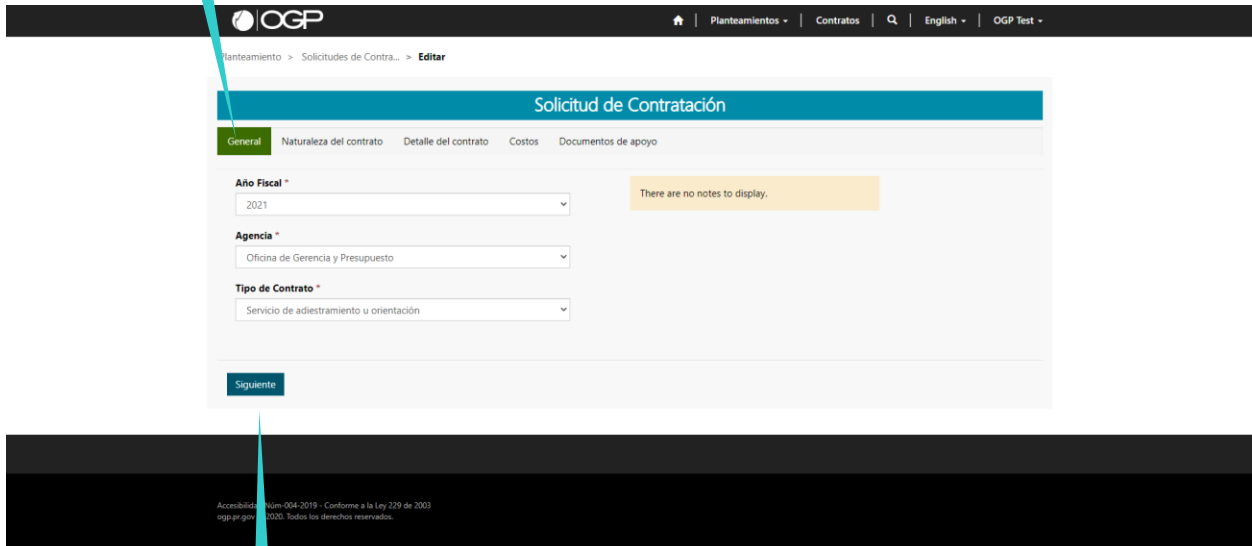 OGP
Planteamientos | Contratos | English | OGP Test
Planteamiento > Solicitudes de Contra... > Editar
Solicitud de Contratación
General Naturaleza del contrato Detalle del contrato Costos Documentos de apoyo
Año Fiscal *
There are no notes to display.
2021
Agencia *
Oficina de Gerencia y Presupuesto
Tipo de Contrato *
Servicio de adiestramiento u orientación
Siguiente
Núm-004-2019 - Conforme a la Ley 229 de 2003
ogp.pr.gov 2020. Todos los derechos reservados.